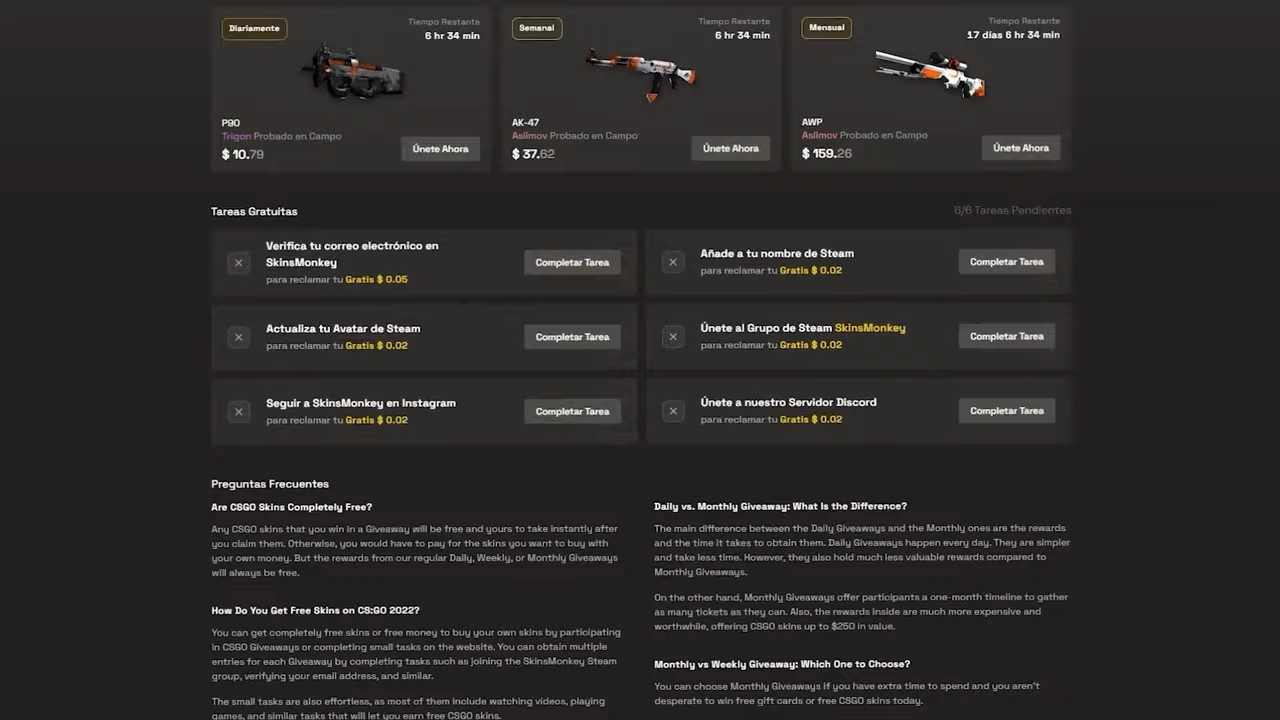 Diariamente
Tiempo Restante
6 hr 34 min
P90
Trigon Probado en Campo
$ 10.79
Únete Ahora
Semanal
Tiempo Restante
6 hr 34 min
AK-47
Asiimov Probado en Campo
$ 37.62
Únete Ahora
Mensual
Tiempo Restante
17 días 6 hr 34 min
AWP
Asiimov Probado en Campo
$ 159.26
Únete Ahora
Tareas Gratuitas
6/6 Tareas Pendientes
Verifica tu correo electrónico en
SkinsMonkey
para reclamar tu Gratis $ 0.05
Completar Tarea
Añade a tu nombre de Steam
para reclamar tu Gratis $ 0.02
Completar Tarea
Actualiza tu Avatar de Steam
para reclamar tu Gratis $ 0.02
Completar Tarea
Únete al Grupo de Steam SkinsMonkey
para reclamar tu Gratis $ 0.02
Completar Tarea
Seguir a SkinsMonkey en Instagram
para reclamar tu Gratis $ 0.02
Completar Tarea
Únete a nuestro Servidor Discord
para reclamar tu Gratis $ 0.02
Completar Tarea
Preguntas Frecuentes
Are CSGO Skins Completely Free?
Any CSGO skins that you win in a Giveaway will be free and yours to take instantly after
you claim them. Otherwise, you would have to pay for the skins you want to buy with
your own money. But the rewards from our regular Daily, Weekly, or Monthly Giveaways
will always be free.
How Do You Get Free Skins on CS:GO 2022?
You can get completely free skins or free money to buy your own skins by participating
in CSGO Giveaways or completing small tasks on the website. You can obtain multiple
entries for each Giveaway by completing tasks such as joining the SkinsMonkey Steam
group, verifying your email address, and similar.
The small tasks are also effortless, as most of them include watching videos, playing
games, and similar tasks that will let you earn free CSGO skins.
Daily vs. Monthly Giveaway: What Is the Difference?
The main difference between the Daily Giveaways and the Monthly ones are the rewards
and the time it takes to obtain them. Daily Giveaways happen every day. They are simpler
and take less time. However, they also hold much less valuable rewards compared to
Monthly Giveaways.
On the other hand, Monthly Giveaways offer participants a one-month timeline to gather
as many tickets as they can. Also, the rewards inside are much more expensive and
worthwhile, offering CSGO skins up to $250 in value.
Monthly vs Weekly Giveaway: Which One to Choose?
You can choose Monthly Giveaways if you have extra time to spend and you aren't
desperate to win free gift cards or free CSGO skins today.